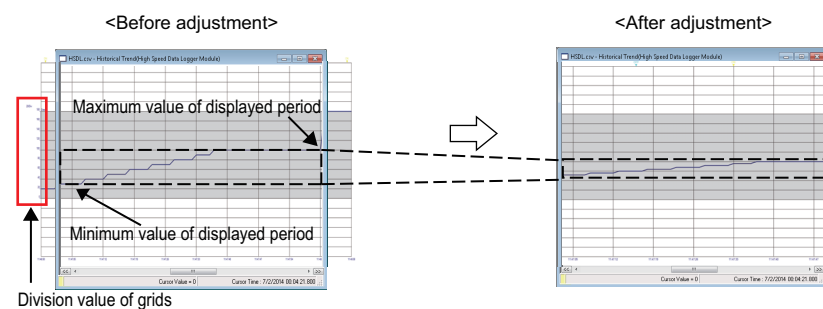 <Before adjustment>
<After adjustment>
HSDL.csv - Historical Trend(High Speed Data Logger Module)
HSDL.csv - Historical Trend(High Speed Data Logger Module)
Maximum value of displayed period
Minimum value of displayed period
<< >>
<< >>
Cursor Value = 0 Cursor Time : 7/2/2014 00:04:21.800
Cursor Value = 0 Cursor Time : 7/2/2014 00:04:21.800
Division value of grids